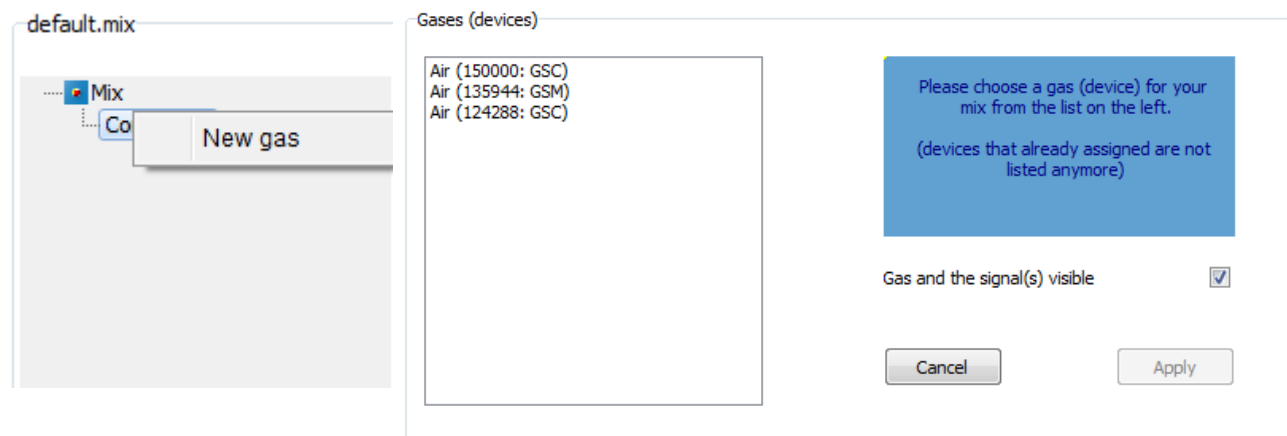 default.mix
Mix
Co
New gas
Gases (devices)
Air (150000: GSC)
Air (135944: GSM)
Air (124288: GSC)
Please choose a gas (device) for your
mix from the list on the left.
(devices that already assigned are not
listed anymore)
Gas and the signal(s) visible
Cancel
Apply